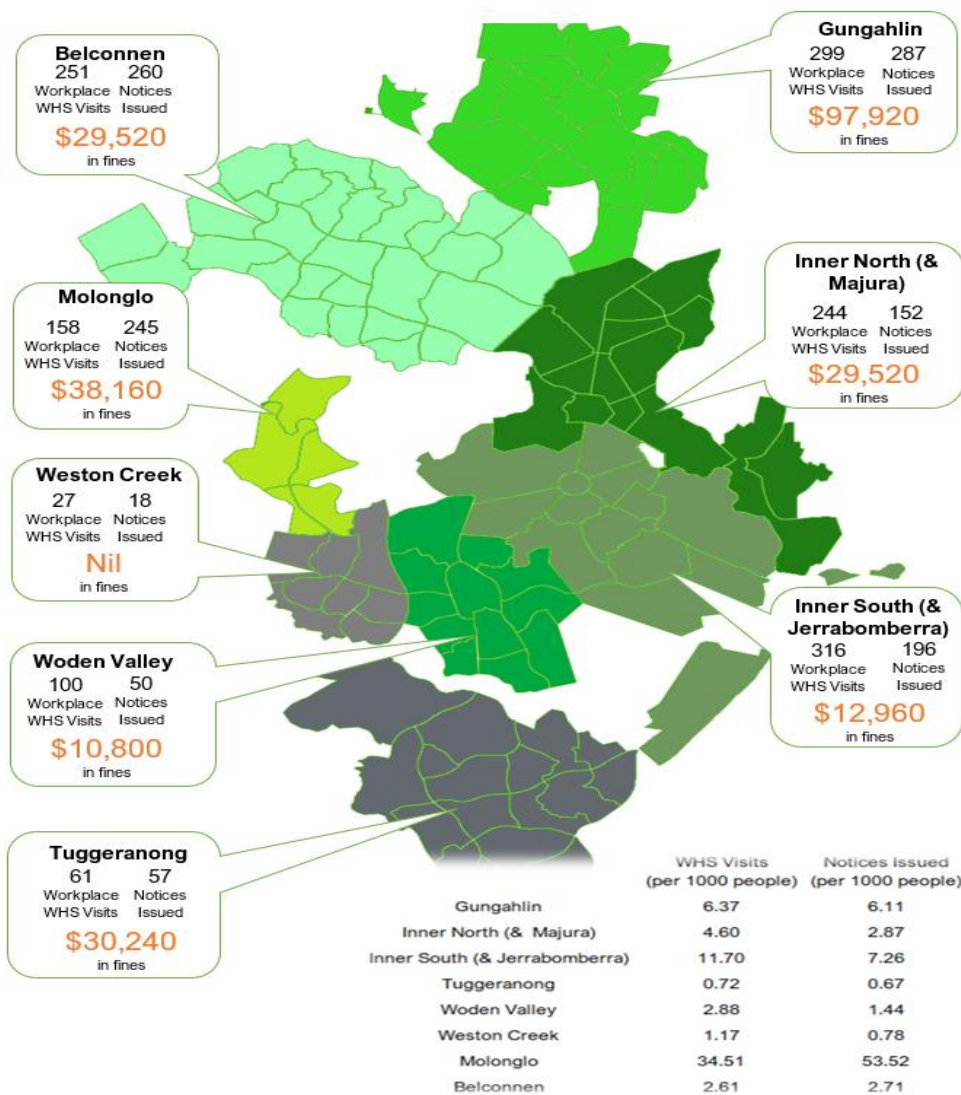 Belconnen
251 260
Workplace Notices
WHS Visits Issued
$29,520
in fines
Gungahlin
299 287
Workplace Notices
WHS Visits Issued
$97,920
in fines
Molonglo
158 245
Workplace Notices
WHS Visits Issued
$38,160
in fines
Inner North (&
Majura)
244 152
Workplace Notices
WHS Visits Issued
$29,520
in fines
Weston Creek
27 18
Workplace Notices
WHS Visits Issued
Nil
in fines
Inner South (&
Jerrabomberra)
316 196
Workplace Notices
WHS Visits Issued
$12,960
in fines
Woden Valley
100 50
Workplace Notices
WHS Visits Issued
$10,800
in fines
Tuggeranong
61 57
Workplace Notices
WHS Visits Issued
$30,240
in fines
WHS Visits Notices Issued
(per 1000 people) (per 1000 people)
Gungahlin 6.37 6.11
Inner North (& Majura) 4.60 2.87
Inner South (& Jerrabomberra) 11.70 7.26
Tuggeranong 0.72 0.67
Woden Valley 2.88 1.44
Weston Creek 1.17 0.78
Molonglo 34.51 53.52
Belconnen 2.61 2.71